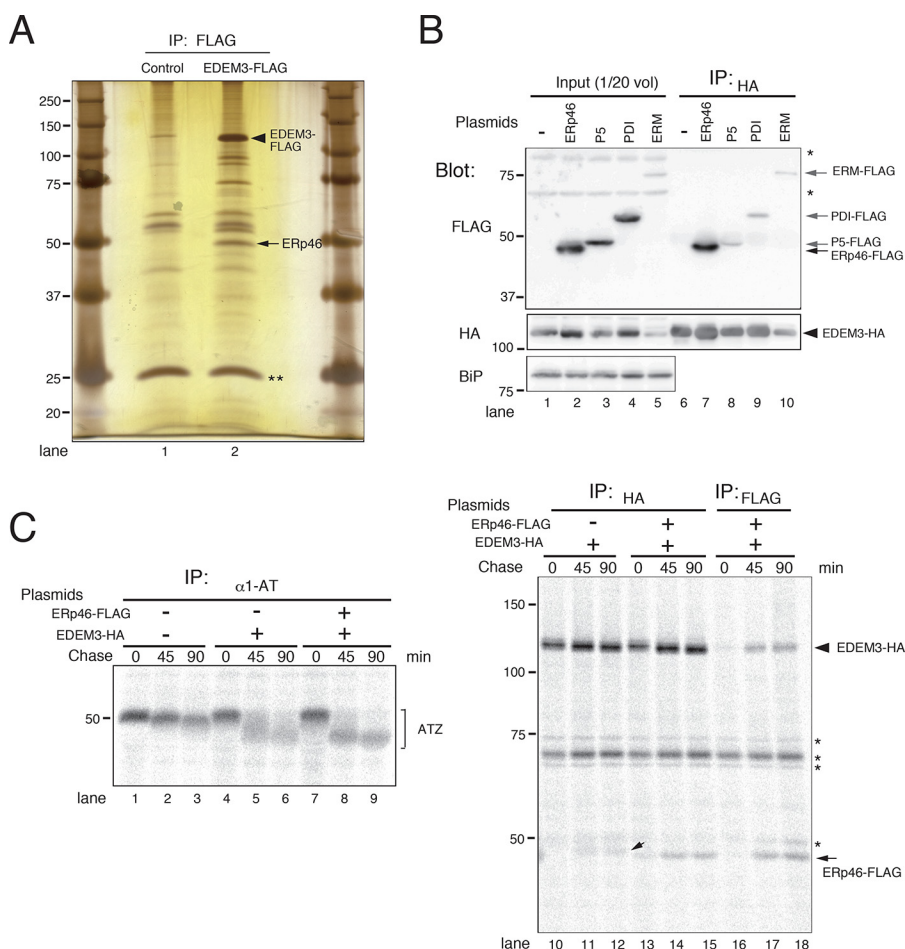 A
IP: FLAG
Control EDEM3-FLAG
250
150
100
75
50
37
25
20
EDEM3-
FLAG
ERp46
**
lane 1 2
B
Input (1/20 vol) IP: HA
Plasmids - ERp46 P5 PDI ERM - ERp46 P5 PDI ERM
Blot:
FLAG
75
50
37
*
ERM-FLAG
*
PDI-FLAG
P5-FLAG
ERp46-FLAG
HA
100
EDEM3-HA
BiP
75
lane 1 2 3 4 5 6 7 8 9 10
C
IP: α1-AT
Plasmids
ERp46-FLAG - - +
EDEM3-HA - + +
Chase 0 45 90 0 45 90 0 45 90 min
50
ATZ
lane 1 2 3 4 5 6 7 8 9
IP: HA IP: FLAG
Plasmids
ERp46-FLAG - + +
EDEM3-HA + + +
Chase 0 45 90 0 45 90 0 45 90 min
150
EDEM3-HA
100
75
*
*
*
50
*
ERp46-FLAG
lane 10 11 12 13 14 15 16 17 18